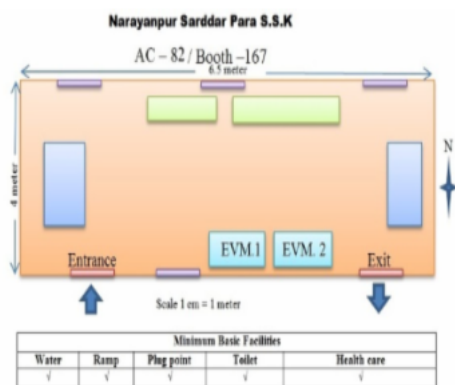 Narayanpur Sarddar Para S.S.K
AC – 82 / Booth –167
6.5 meter
4 meter
N
EVM.1 EVM. 2
Entrance Exit
Scale 1 cm = 1 meter
Minimum Basic Facilities
Water Ramp Plug point Toilet Health care
√ √ √ √ √